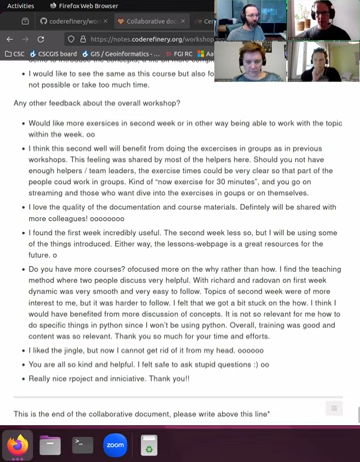 Activities
Firefox Web Browser
coderefinery/wor
Collaborative doc
Cer
https://notes.coderefinery.org/workshop
CSC
CSCGIS board
GIS / Geoinformatics -...
FGI RC
Aa
I would like to see the same as this course but also fo
not possible or take too much time.
Any other feedback about the overall workshop?
Would like more exersices in second week or in other way being able to work with the topic
within the week. oo
I think this second well will benefit from doing the excercises in groups as in previous
workshops. This feeling was shared by most of the helpers here. Should you not have
enough helpers / team leaders, the exercise times could be very clear so that part of the
people coud work in groups. Kind of "now exercise for 30 minutes", and you go on
streaming and those who want dive into the exercises in goups or on themselves.
I love the quality of the documentation and course materials. Defintely will be shared with
more colleagues! oooooooo
I found the first week incredibly useful. The second week less so, but I will be using some
of the things introduced. Either way, the lessons-webpage is a great resources for the
future. o
Do you have more courses? ofocused more on the why rather than how. I find the teaching
method where two people discuss very helpful. With richard and radovan on first week
dynamic was very smooth and very easy to follow. Topics of second week were of more
interest to me, but it was harder to follow. I felt that we got a bit stuck on the how. I think I
would have benefited from more discussion of concepts. It is not so relevant for me how to
do specific things in python since I won't be using python. Overall, training was good and
content was so relevant. Thank you so much for your time and efforts.
I liked the jingle, but now I cannot get rid of it from my head. oooooo
You are all so kind and helpful. I felt safe to ask stupid questions :) oo
Really nice rpoject and inniciative. Thank you!!
This is the end of the collaborative document, please write above this line*
zoom